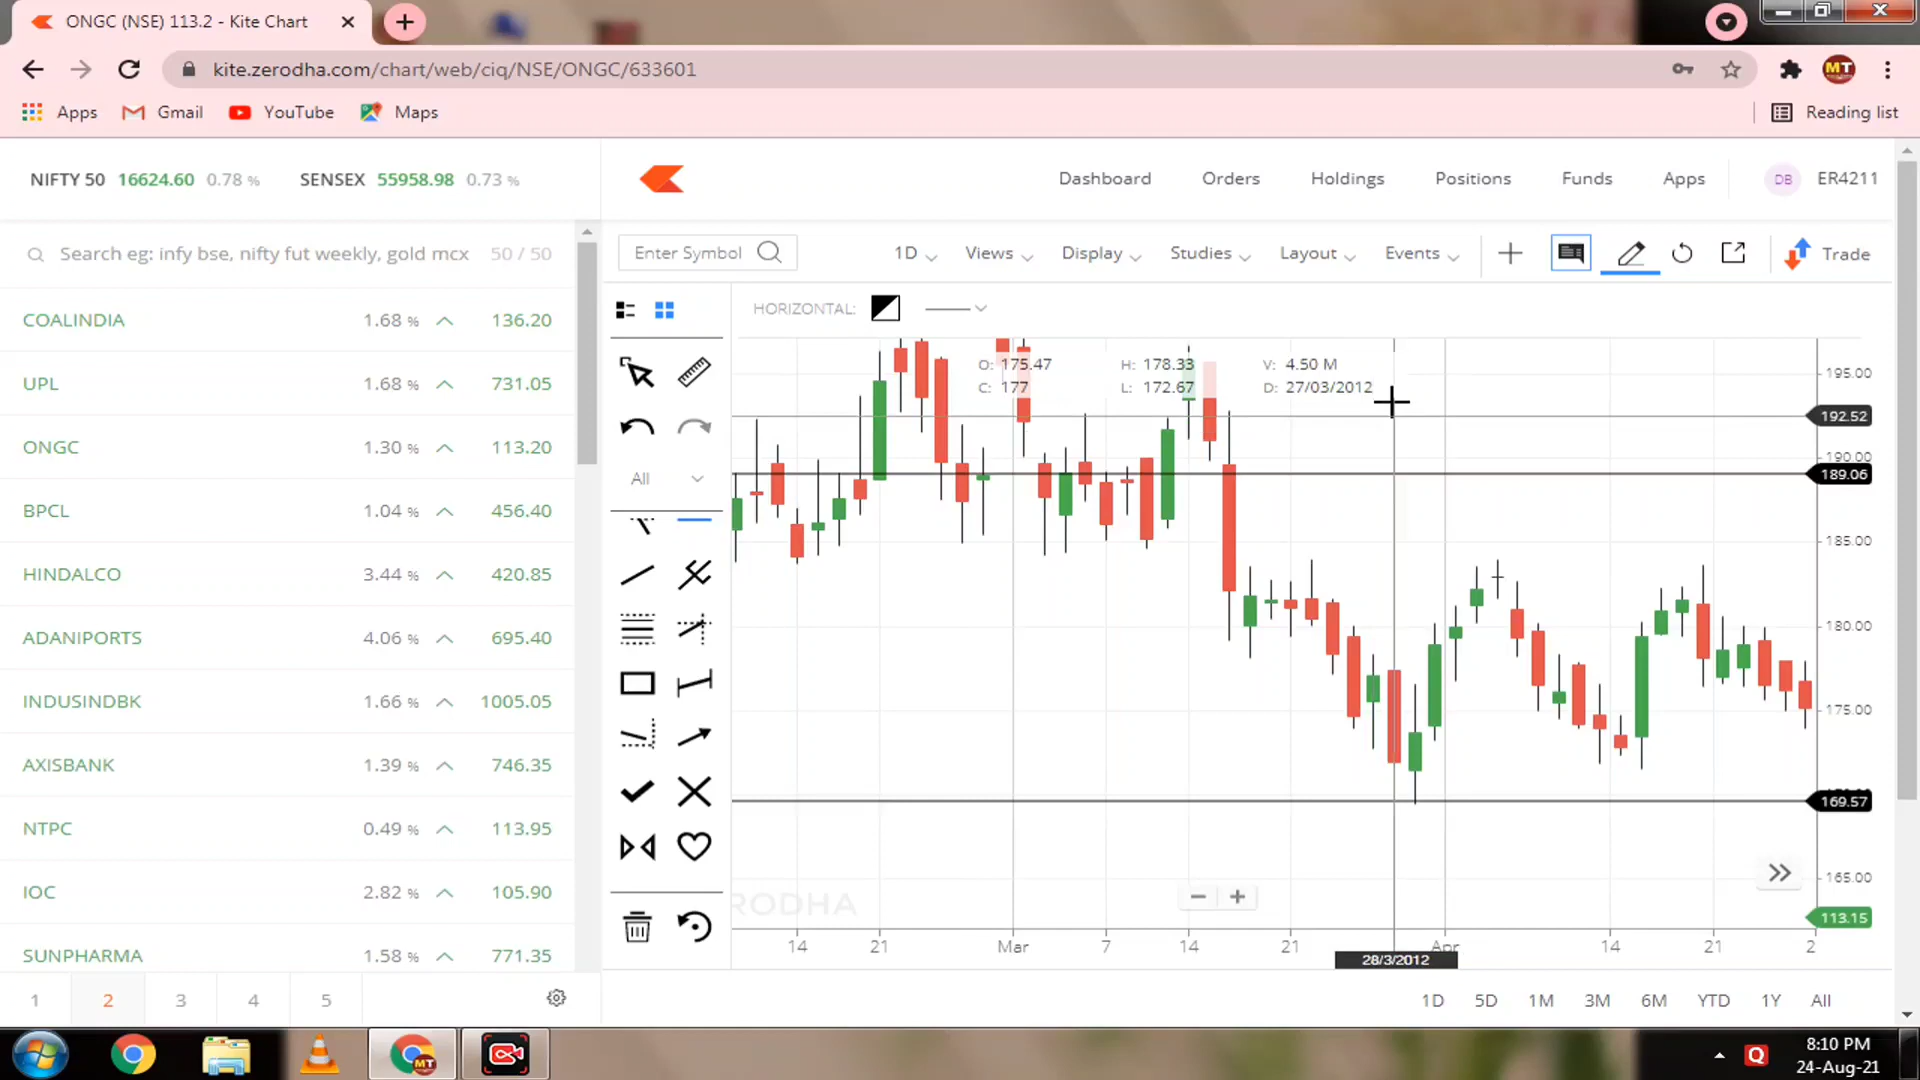 ONGC (NSE) 113.2 - Kite Chart
kite.zerodha.com/chart/web/ciq/NSE/ONGC/633601
MT
Apps Gmail YouTube Maps Reading list
NIFTY 50 16624.60 0.78 % SENSEX 55958.98 0.73 %
Dashboard Orders Holdings Positions Funds Apps DB ER4211
Search eg: infy bse, nifty fut weekly, gold mcx 50 / 50
Enter Symbol 1D Views Display Studies Layout Events Trade
HORIZONTAL:
COALINDIA 1.68 % 136.20
UPL 1.68 % 731.05
ONGC 1.30 % 113.20
BPCL 1.04 % 456.40
HINDALCO 3.44 % 420.85
ADANIPORTS 4.06 % 695.40
INDUSINDBK 1.66 % 1005.05
AXISBANK 1.39 % 746.35
NTPC 0.49 % 113.95
IOC 2.82 % 105.90
SUNPHARMA 1.58 % 771.35
1 2 3 4 5
All
O: 175.47 H: 178.33 V: 4.50 M
C: 177 L: 172.67 D: 27/03/2012
195.00
192.52
190.00
189.06
185.00
180.00
175.00
169.57
165.00
113.15
RODHA
14 21 Mar 7 14 21 Apr 14 21 2
28/3/2012
1D 5D 1M 3M 6M YTD 1Y All
MT
8:10 PM
24-Aug-21